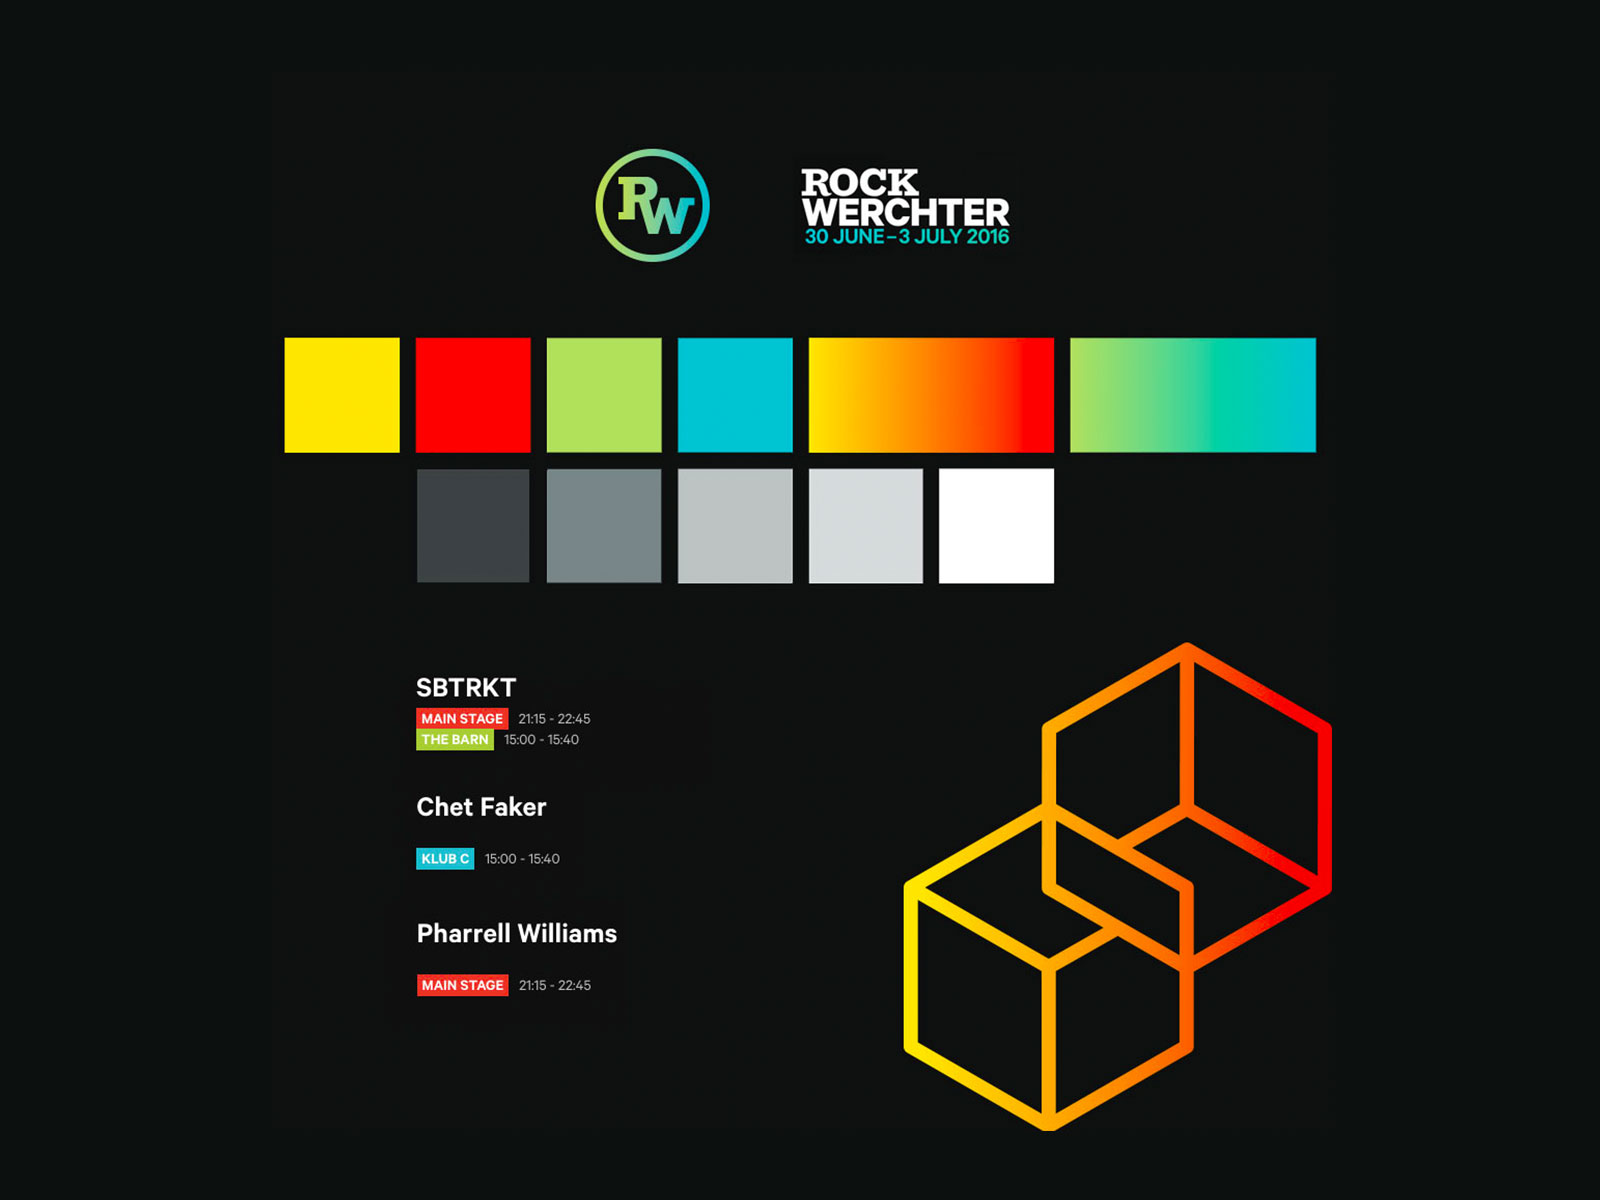 RW
ROCK
WERCHTER
30 JUNE – 3 JULY 2016
SBTRKT
MAIN STAGE 21:15 - 22:45
THE BARN 15:00 - 15:40
Chet Faker
KLUB C 15:00 - 15:40
Pharrell Williams
MAIN STAGE 21:15 - 22:45